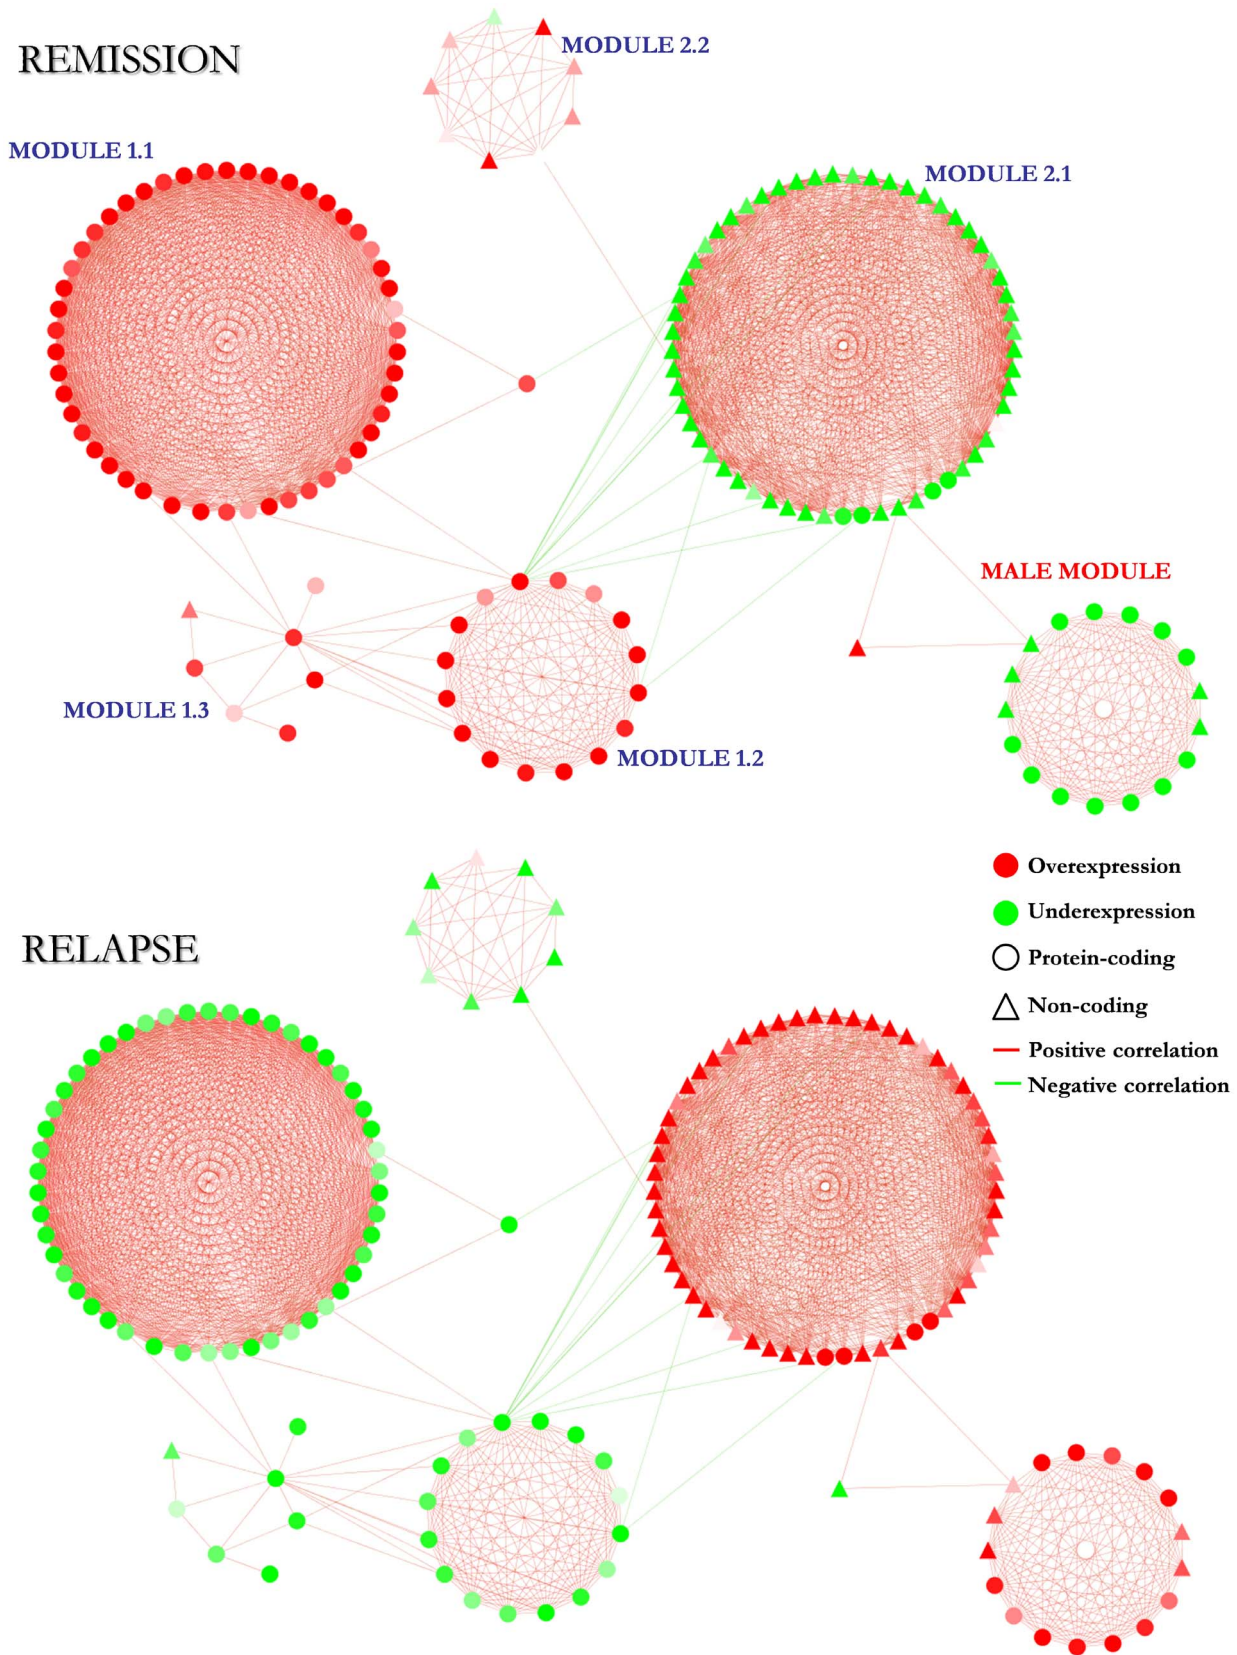 REMISSION
MODULE 2.2
MODULE 1.1
MODULE 2.1
MALE MODULE
MODULE 1.3
MODULE 1.2
RELAPSE
Overexpression
Underexpression
Protein-coding
Non-coding
Positive correlation
Negative correlation